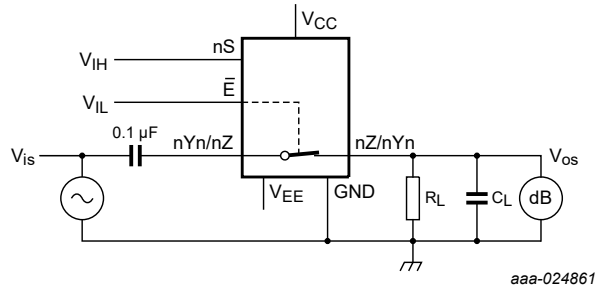 VCC
nS
VIH
E̅
VIL
0.1 µF
nYn/nZ
nZ/nYn
Vis
Vos
VEE
GND
RL
CL
dB
aaa-024861